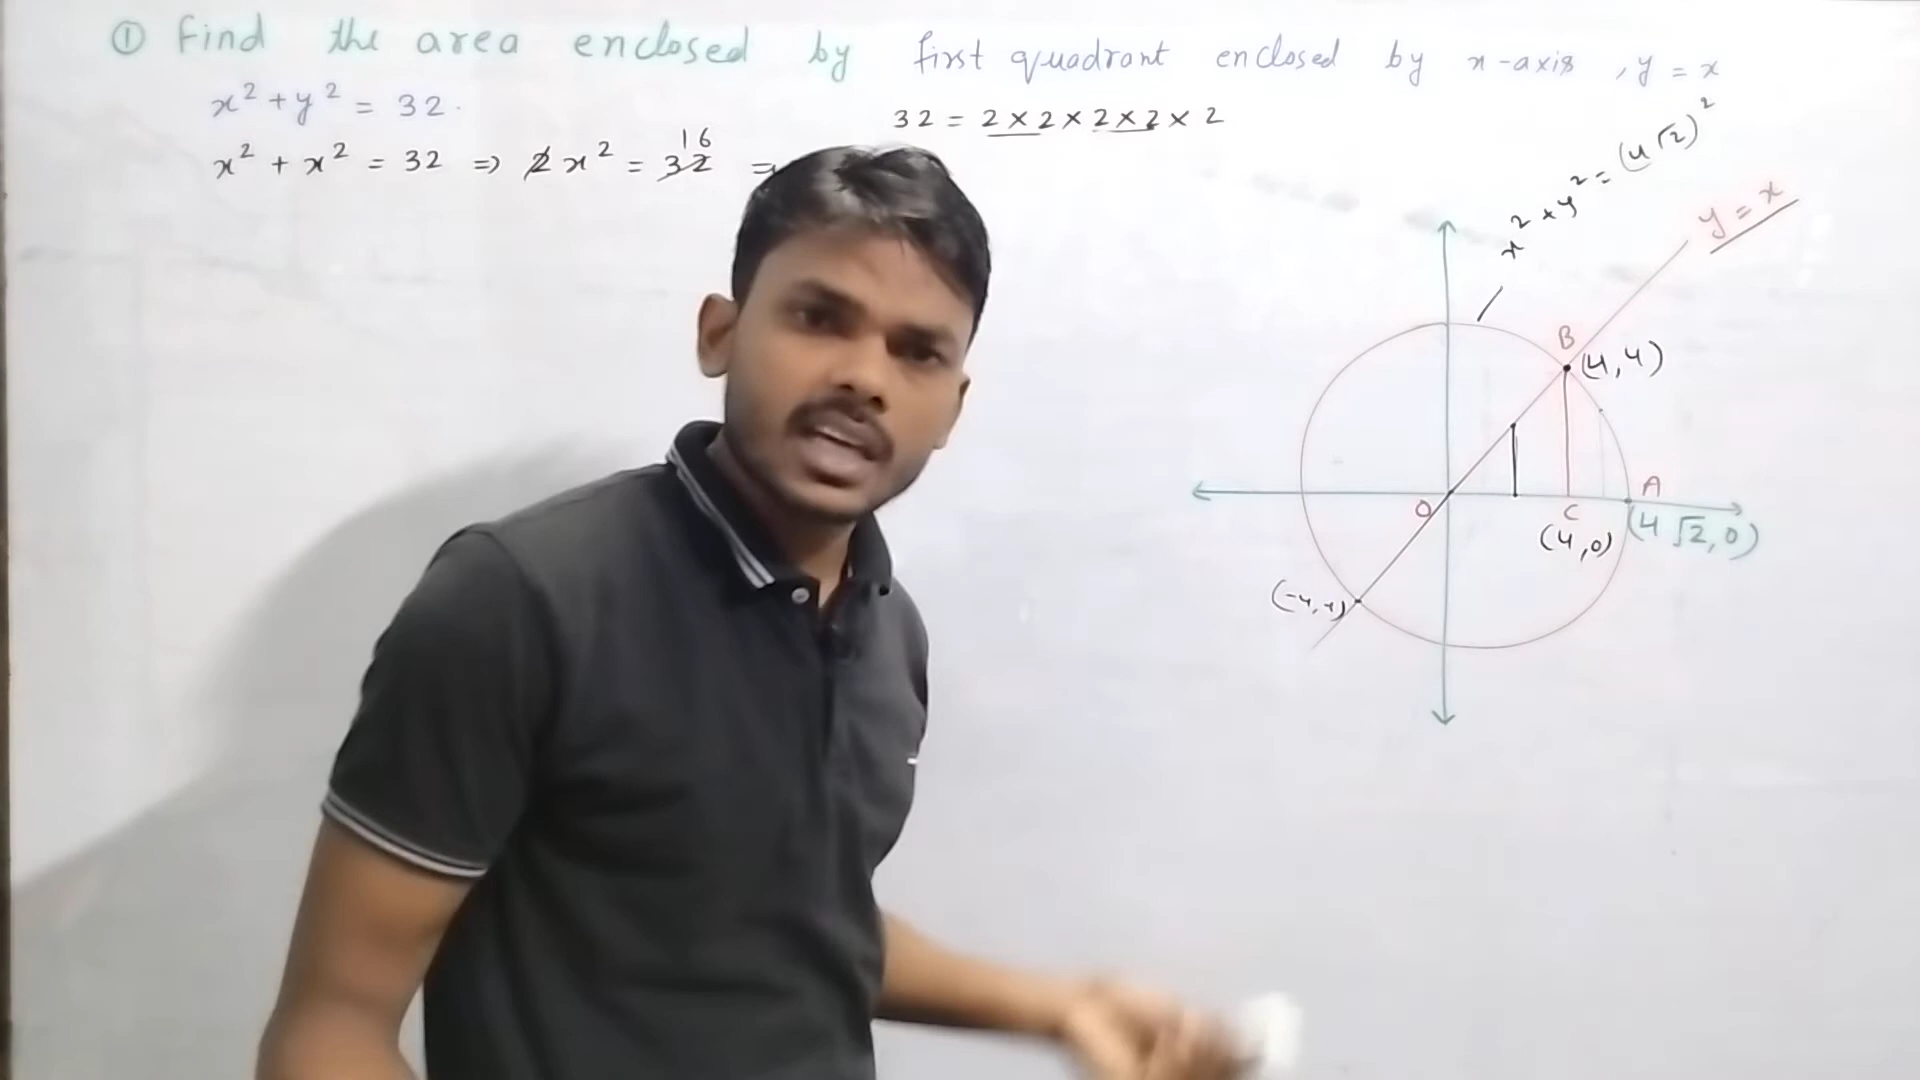 ① Find the area enclosed by first quadrant enclosed by x-axis, y = x
x² + y² = 32.
32 = 2 × 2 × 2 × 2 × 2
x² + x² = 32 ⇒ 2x² = 32 16
x² + y² = (4√2)²
y = x
B
(4,4)
O
C
A
(4,0)
(4√2,0)